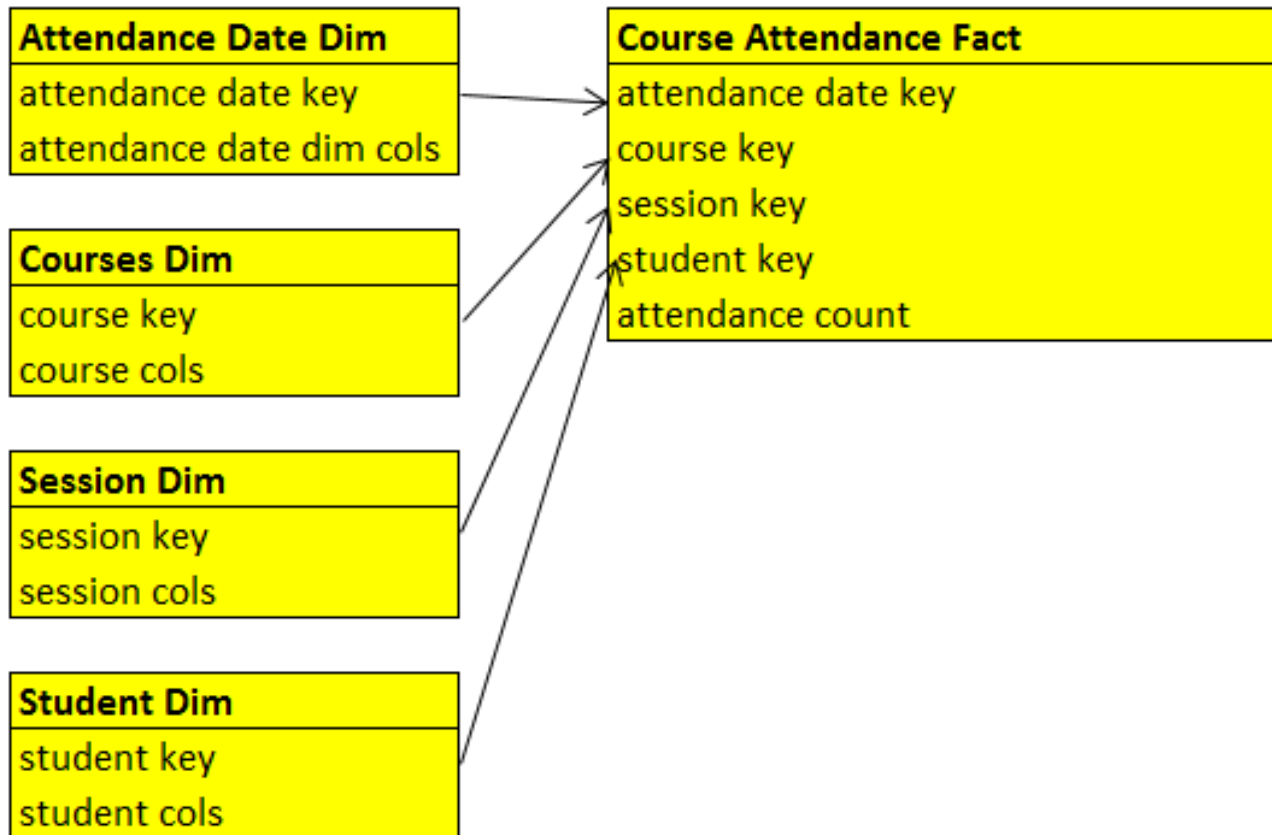 Attendance Date Dim
attendance date key
attendance date dim cols
Courses Dim
course key
course cols
Session Dim
session key
session cols
Student Dim
student key
student cols
Course Attendance Fact
attendance date key
course key
session key
student key
attendance count